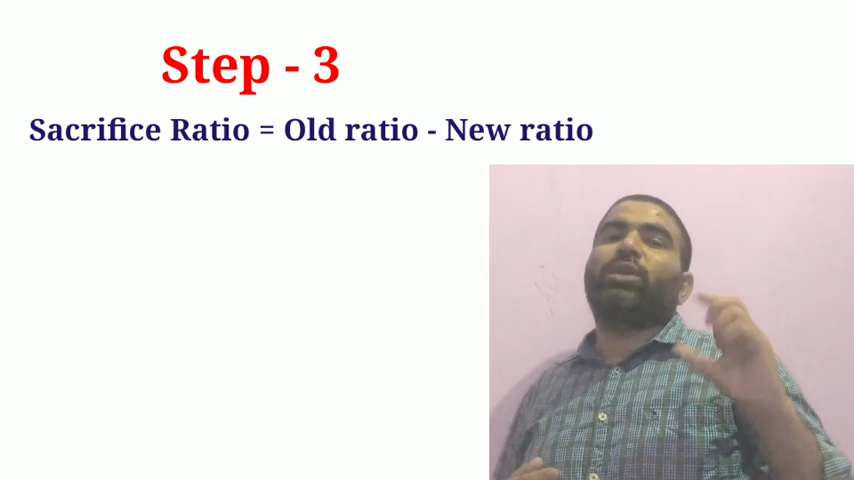 Step - 3
Sacrifice Ratio = Old ratio - New ratio